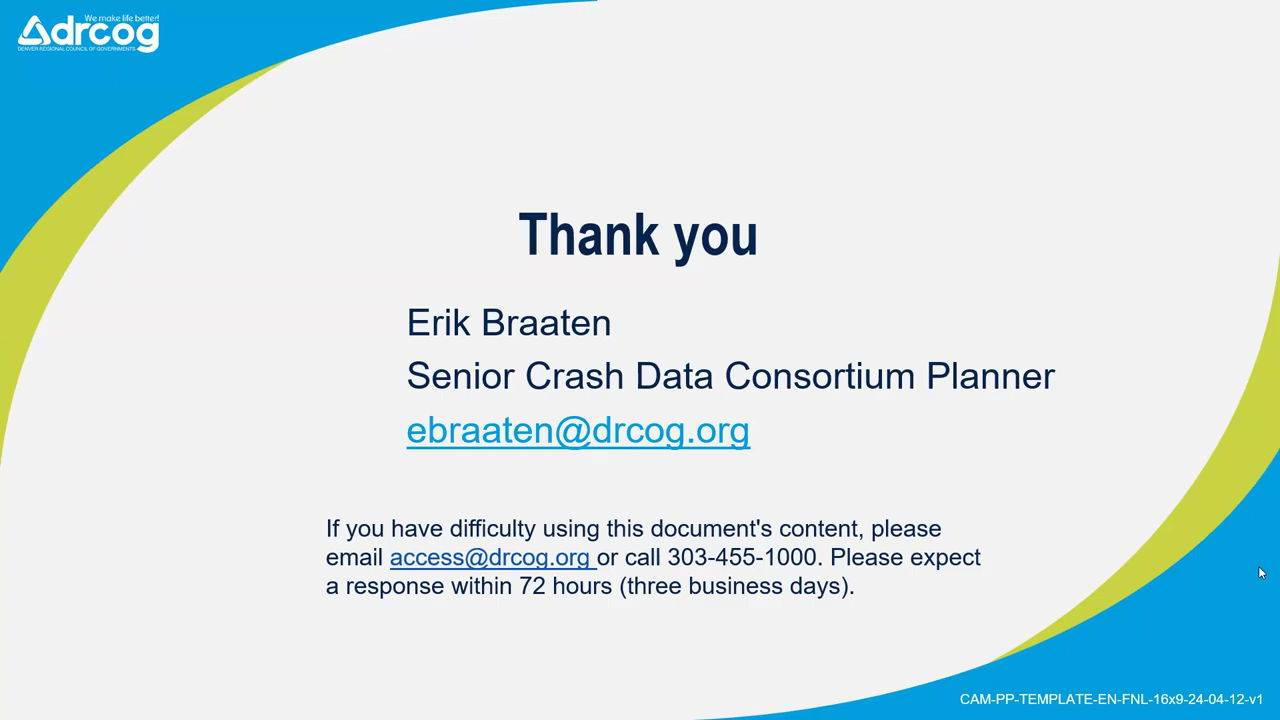 We make life better!
drcog
DENVER REGIONAL COUNCIL OF GOVERNMENTS
Thank you
Erik Braaten
Senior Crash Data Consortium Planner
ebraaten@drcog.org
If you have difficulty using this document's content, please
email access@drcog.org or call 303-455-1000. Please expect
a response within 72 hours (three business days).
CAM-PP-TEMPLATE-EN-FNL-16x9-24-04-12-v1